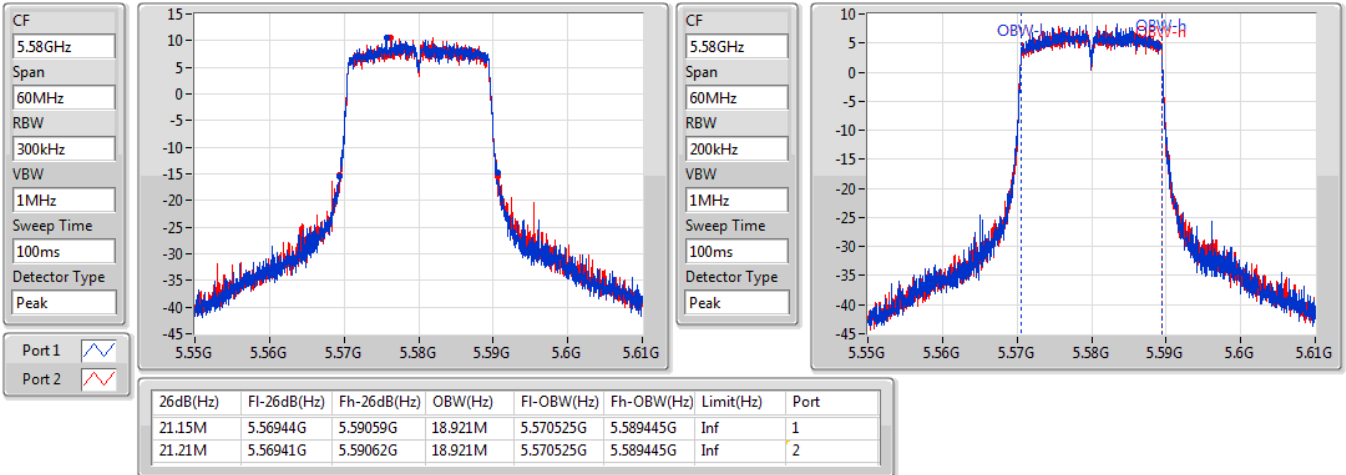 CF
5.58GHz
Span
60MHz
RBW
300kHz
VBW
1MHz
Sweep Time
100ms
Detector Type
Peak
Port 1
Port 2
15
10
5
0
-5
-10
-15
-20
-25
-30
-35
-40
-45
5.55G 5.56G 5.57G 5.58G 5.59G 5.6G 5.61G
CF
5.58GHz
Span
60MHz
RBW
200kHz
VBW
1MHz
Sweep Time
100ms
Detector Type
Peak
10
5
0
-5
-10
-15
-20
-25
-30
-35
-40
-45
OBW-l OBW-h
5.55G 5.56G 5.57G 5.58G 5.59G 5.6G 5.61G
26dB(Hz) Fl-26dB(Hz) Fh-26dB(Hz) OBW(Hz) Fl-OBW(Hz) Fh-OBW(Hz) Limit(Hz) Port
21.15M 5.56944G 5.59059G 18.921M 5.570525G 5.589445G Inf 1
21.21M 5.56941G 5.59062G 18.921M 5.570525G 5.589445G Inf 2